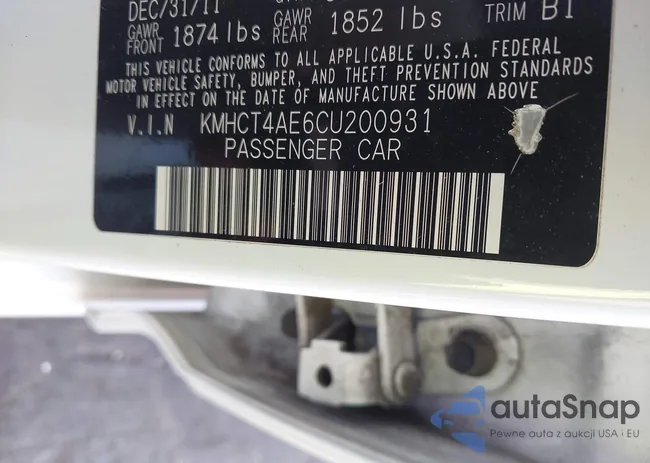 DEC/31/11
GAWR FRONT 1874 lbs GAWR REAR 1852 lbs TRIM B1
THIS VEHICLE CONFORMS TO ALL APPLICABLE U.S.A. FEDERAL
MOTOR VEHICLE SAFETY, BUMPER, AND THEFT PREVENTION STANDARDS
IN EFFECT ON THE DATE OF MANUFACTURE SHOWN ABOVE
V.I.N KMHCT4AE6CU200931
PASSENGER CAR
autaSnap
Pewne auta z aukcji USA i EU